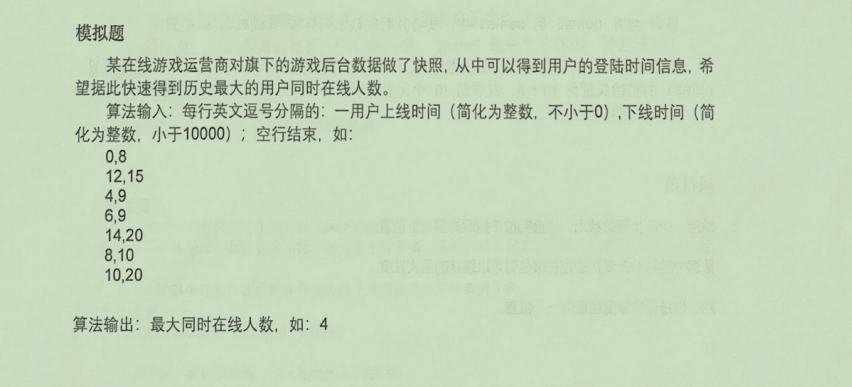 模拟题
某在线游戏运营商对旗下的游戏后台数据做了快照，从中可以得到用户的登陆时间信息，希
望据此快速得到历史最大的用户同时在线人数。
算法输入：每行英文逗号分隔的：一用户上线时间（简化为整数，不小于0）,下线时间（简
化为整数，小于10000）；空行结束，如：
0,8
12,15
4,9
6,9
14,20
8,10
10,20
算法输出：最大同时在线人数，如：4